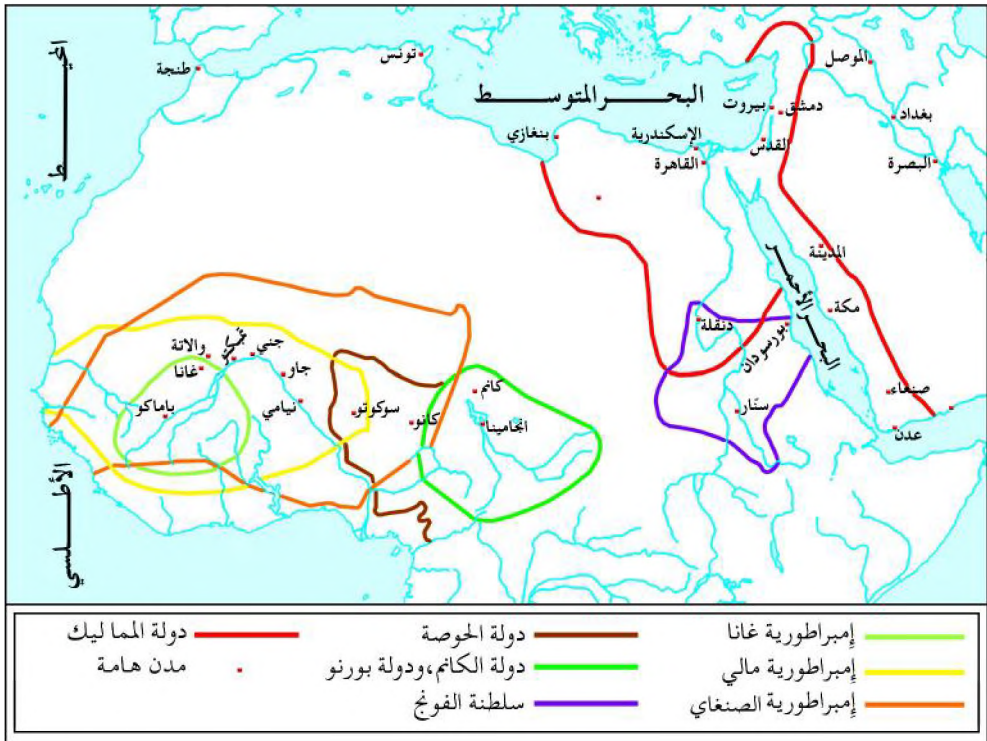 المحيط
الأطلسي
البحر المتوسط
البحر الأحمر
طنجة
تونس
بنغازي
الإسكندرية
القاهرة
بيروت
دمشق
القدس
الموصل
بغداد
البصرة
المدينة
مكة
صنعاء
عدن
دنقلة
بورسودان
سنّار
والاتة
غانا
تمبكتو
جني
جاو
نيامي
باماكو
سوكوتو
كانو
كانم
انجامينا
إمبراطورية غانا
إمبراطورية مالي
إمبراطورية الصنغاي
دولة الحوصة
دولة الكانم،ودولة بورنو
سلطنة الفونج
دولة المماليك
مدن هامة